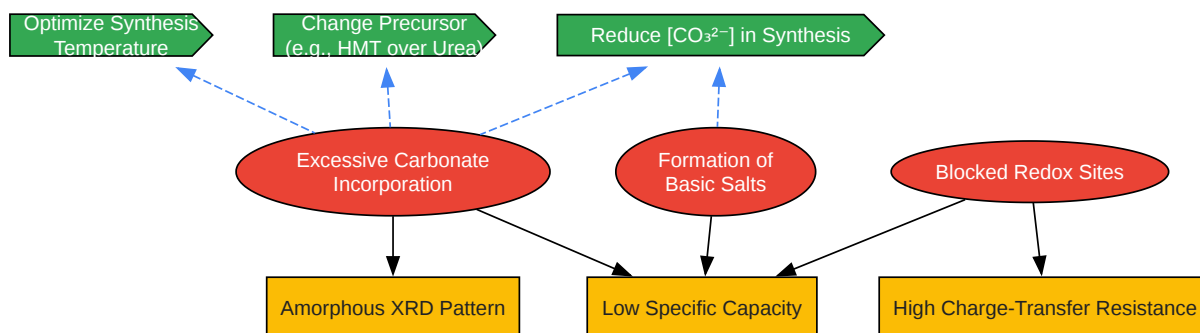 Optimize Synthesis
Temperature
Change Precursor
(e.g., HMT over Urea)
Reduce [CO₃²⁻] in Synthesis
Excessive Carbonate
Incorporation
Formation of
Basic Salts
Blocked Redox Sites
Amorphous XRD Pattern
Low Specific Capacity
High Charge-Transfer Resistance